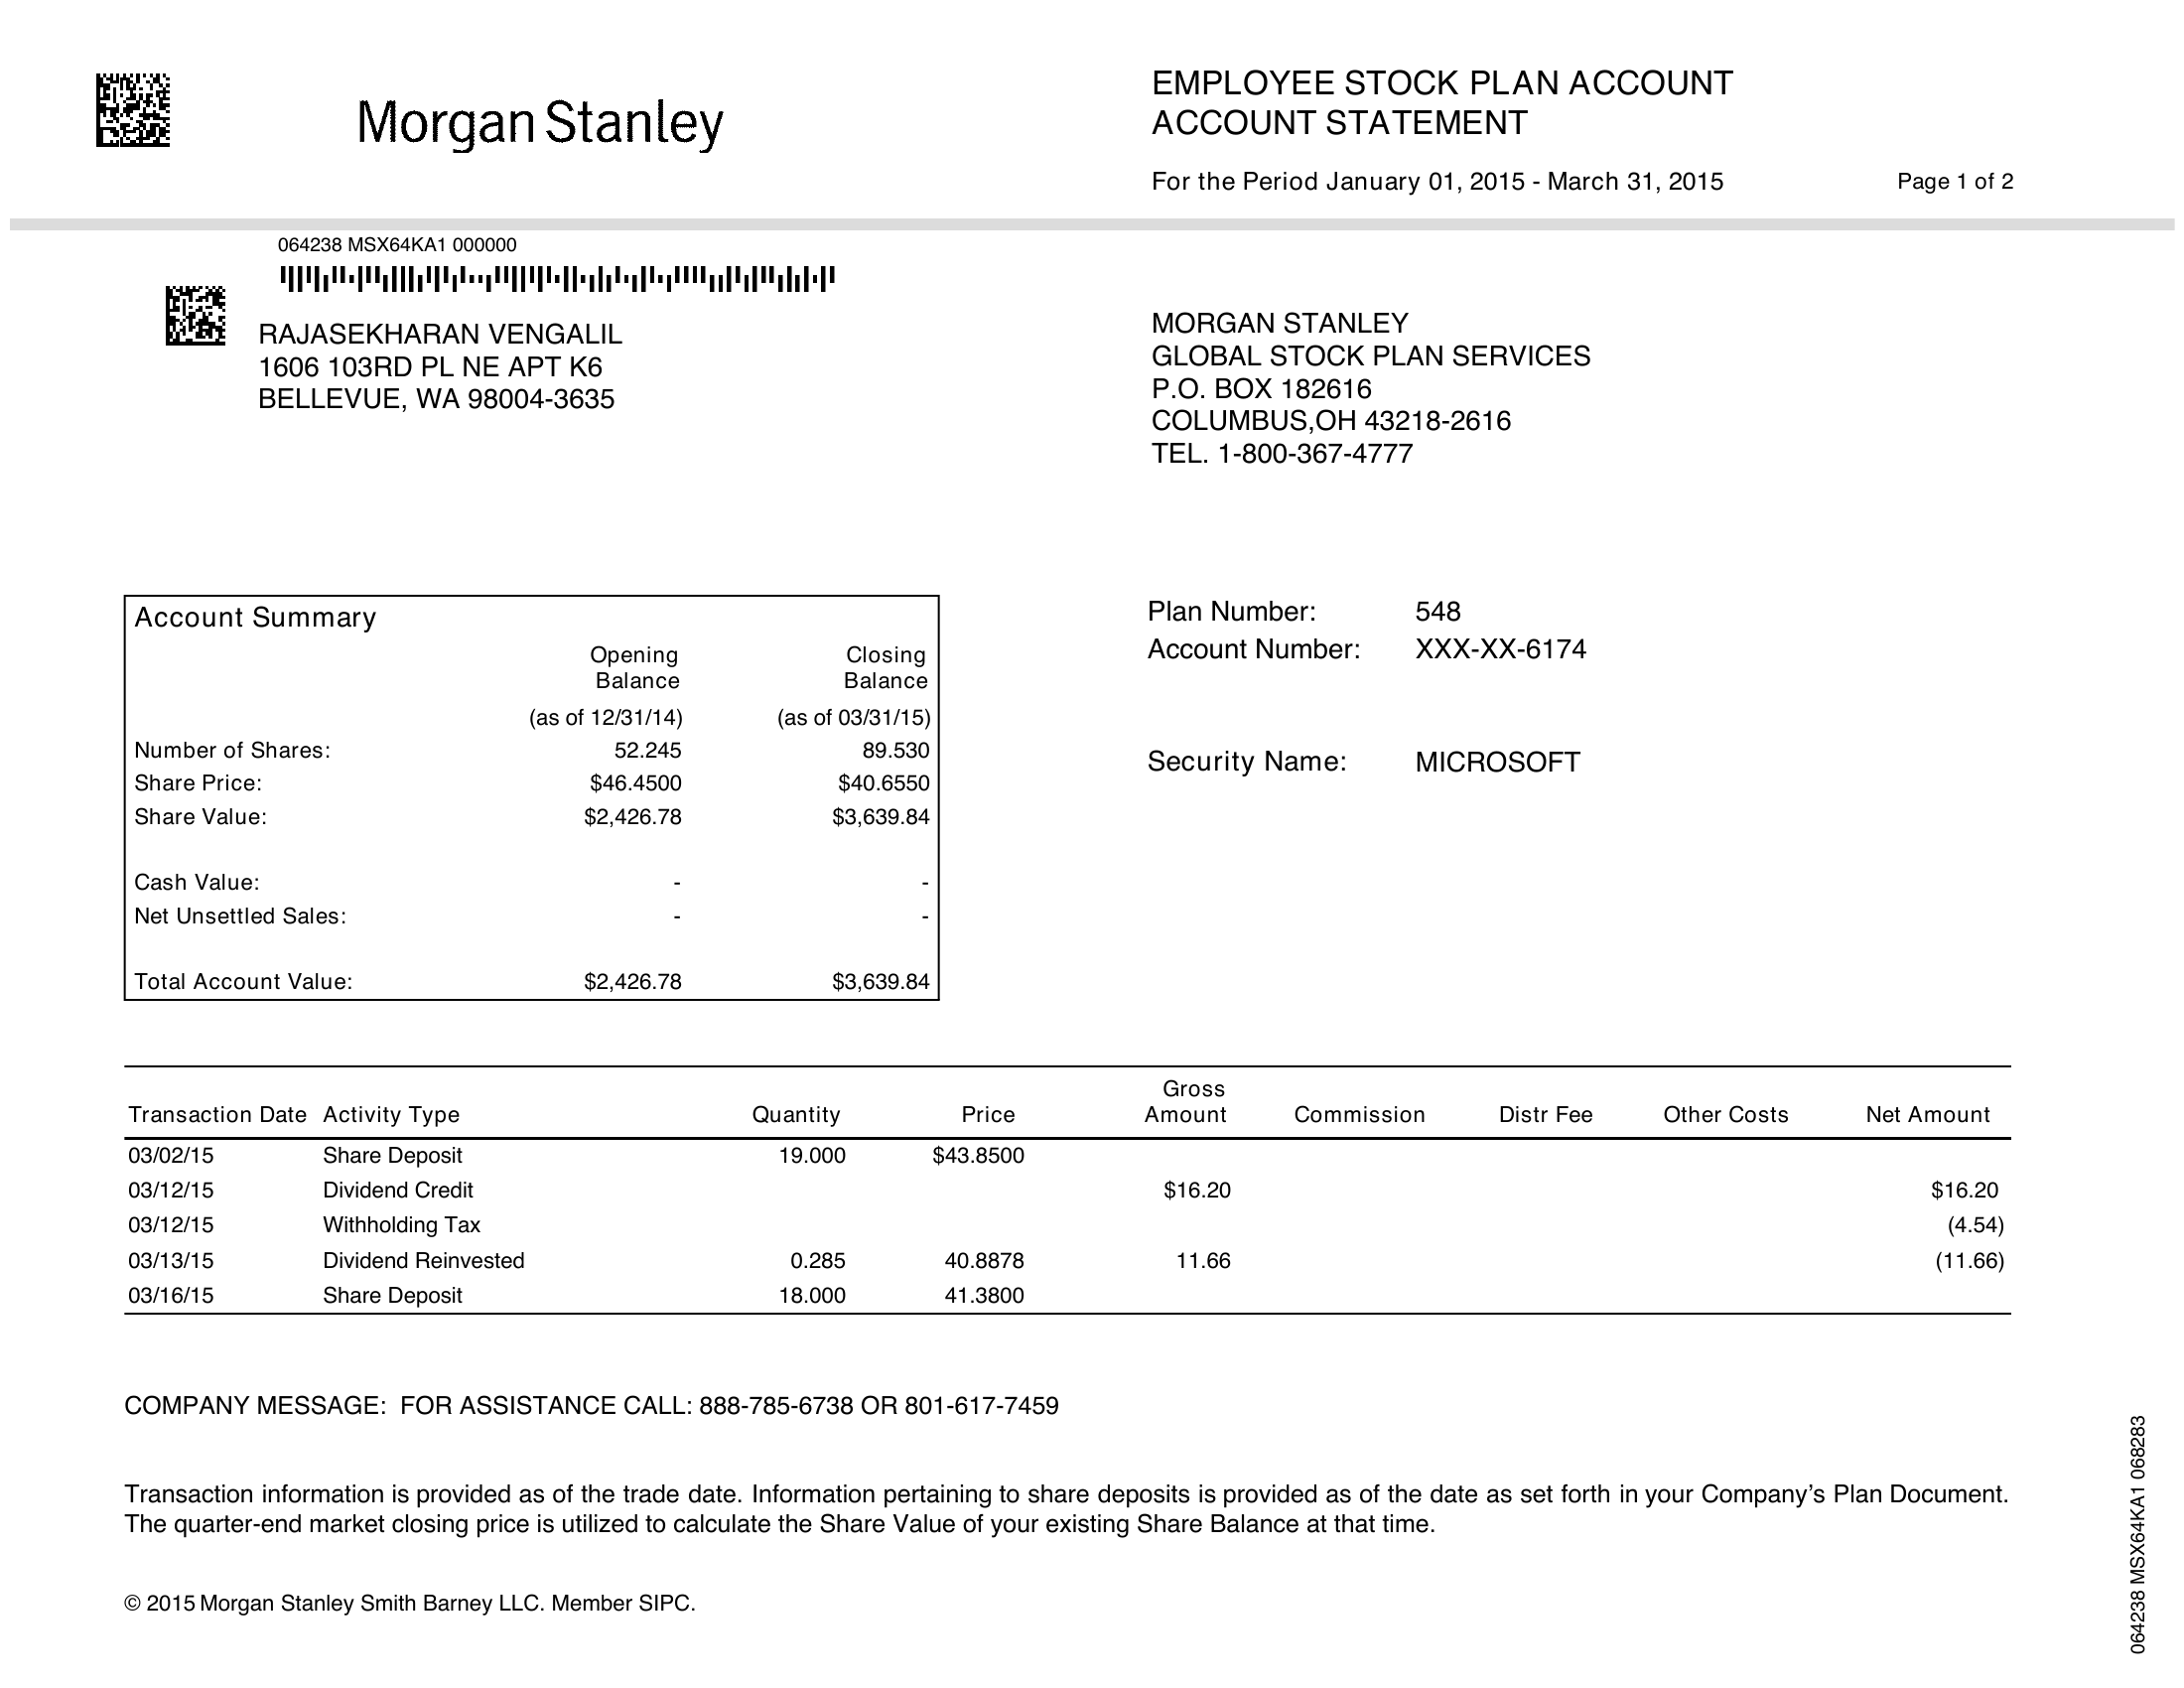 Morgan Stanley
EMPLOYEE STOCK PLAN ACCOUNT
ACCOUNT STATEMENT
For the Period January 01, 2015 - March 31, 2015 Page 1 of 2
064238 MSX64KA1 000000
RAJASEKHARAN VENGALIL
1606 103RD PL NE APT K6
BELLEVUE, WA 98004-3635
MORGAN STANLEY
GLOBAL STOCK PLAN SERVICES
P.O. BOX 182616
COLUMBUS,OH 43218-2616
TEL. 1-800-367-4777
Account Summary
Opening Closing
Balance Balance
(as of 12/31/14) (as of 03/31/15)
Number of Shares: 52.245 89.530
Share Price: $46.4500 $40.6550
Share Value: $2,426.78 $3,639.84
Cash Value: - -
Net Unsettled Sales: - -
Total Account Value: $2,426.78 $3,639.84
Plan Number: 548
Account Number: XXX-XX-6174
Security Name: MICROSOFT
Gross
Transaction Date Activity Type Quantity Price Amount Commission Distr Fee Other Costs Net Amount
03/02/15 Share Deposit 19.000 $43.8500
03/12/15 Dividend Credit $16.20 $16.20
03/12/15 Withholding Tax (4.54)
03/13/15 Dividend Reinvested 0.285 40.8878 11.66 (11.66)
03/16/15 Share Deposit 18.000 41.3800
COMPANY MESSAGE: FOR ASSISTANCE CALL: 888-785-6738 OR 801-617-7459
Transaction information is provided as of the trade date. Information pertaining to share deposits is provided as of the date as set forth in your Company's Plan Document.
The quarter-end market closing price is utilized to calculate the Share Value of your existing Share Balance at that time.
© 2015 Morgan Stanley Smith Barney LLC. Member SIPC.
064238 MSX64KA1 068283